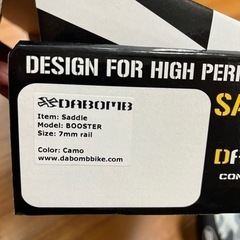 DESIGN FOR HIGH PERF
SA
DABOMB
Item: Saddle
Model: BOOSTER
Size: 7mm rail
Color: Camo
www.dabombbike.com
DA
CON